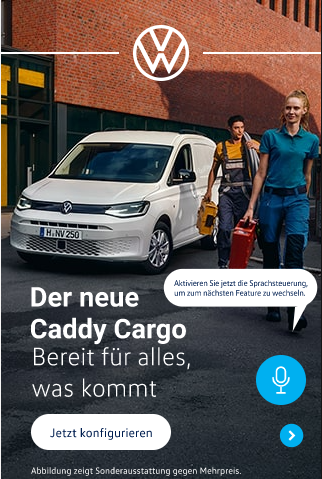 H·NV 250
Aktivieren Sie jetzt die Sprachsteuerung,
um zum nächsten Feature zu wechseln.
Der neue
Caddy Cargo
Bereit für alles,
was kommt
Jetzt konfigurieren
Abbildung zeigt Sonderausstattung gegen Mehrpreis.